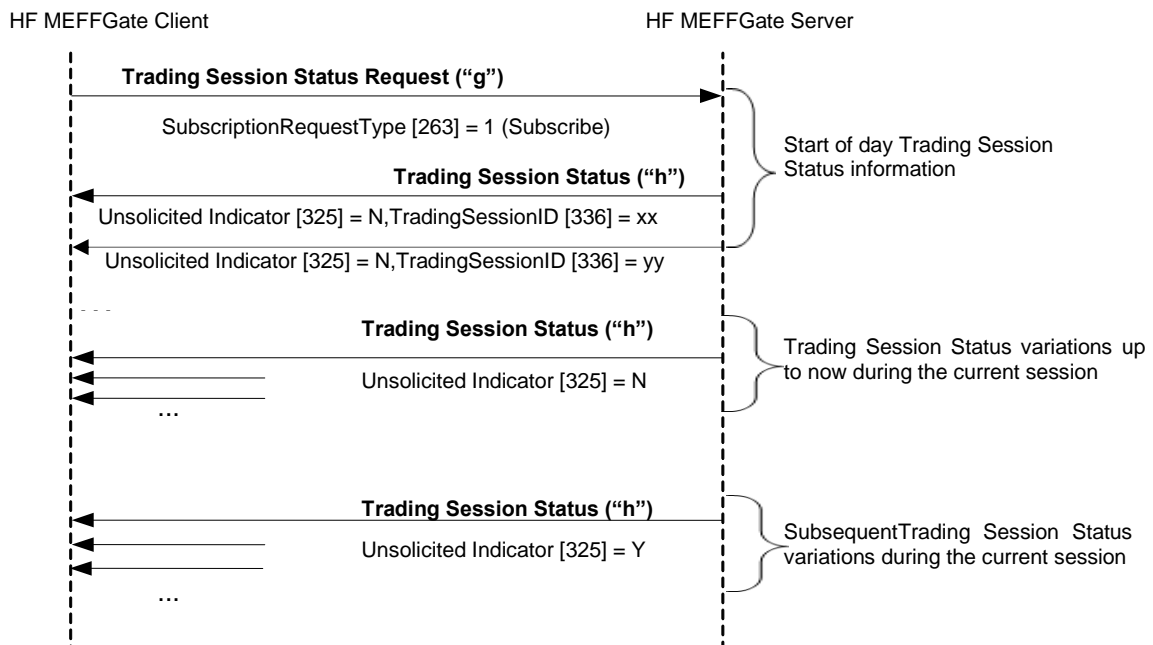 HF MEFFGate Client
HF MEFFGate Server
Trading Session Status Request (“g”)
SubscriptionRequestType [263] = 1 (Subscribe)
Start of day Trading Session
Status information
Trading Session Status (“h”)
Unsolicited Indicator [325] = N,TradingSessionID [336] = xx
Unsolicited Indicator [325] = N,TradingSessionID [336] = yy
...
Trading Session Status (“h”)
Unsolicited Indicator [325] = N
Trading Session Status variations up
to now during the current session
...
Trading Session Status (“h”)
Unsolicited Indicator [325] = Y
SubsequentTrading Session Status
variations during the current session
...